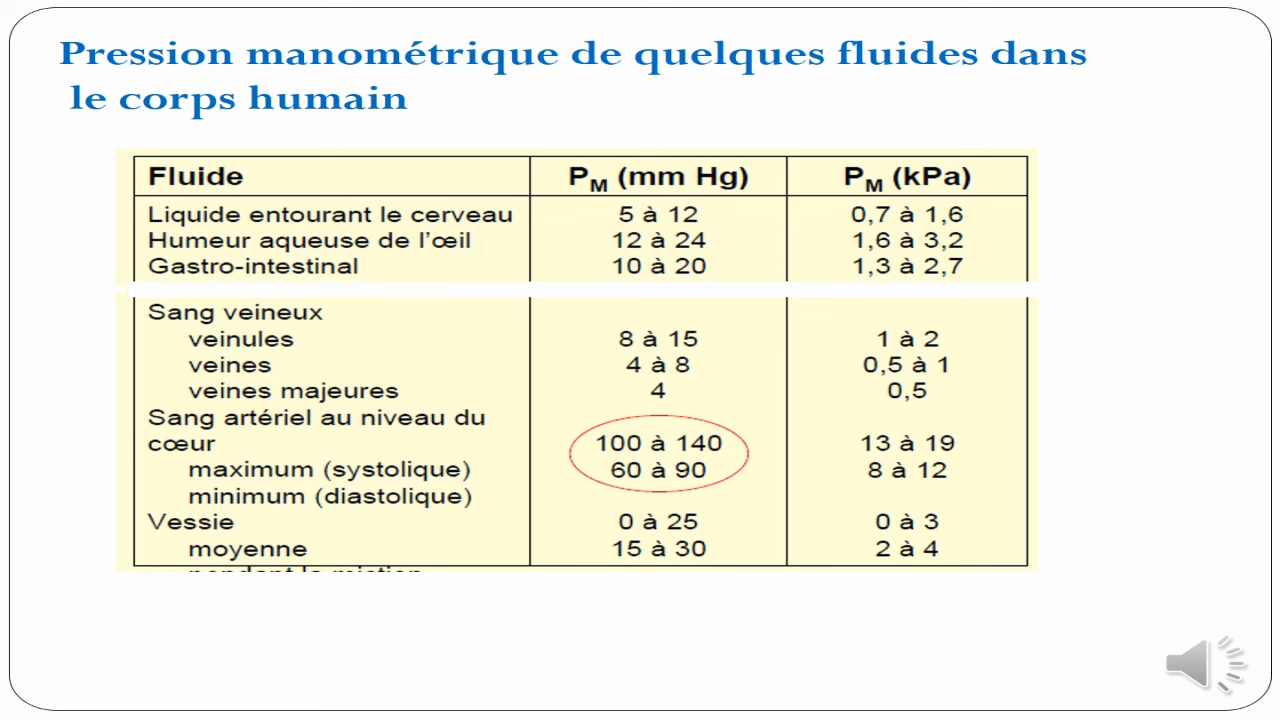 Pression manométrique de quelques fluides dans
le corps humain
Fluide P_M (mm Hg) P_M (kPa)
Liquide entourant le cerveau 5 à 12 0,7 à 1,6
Humeur aqueuse de l'œil 12 à 24 1,6 à 3,2
Gastro-intestinal 10 à 20 1,3 à 2,7
Sang veineux
veinules 8 à 15 1 à 2
veines 4 à 8 0,5 à 1
veines majeures 4 0,5
Sang artériel au niveau du
cœur 100 à 140 13 à 19
maximum (systolique) 60 à 90 8 à 12
minimum (diastolique)
Vessie 0 à 25 0 à 3
moyenne 15 à 30 2 à 4